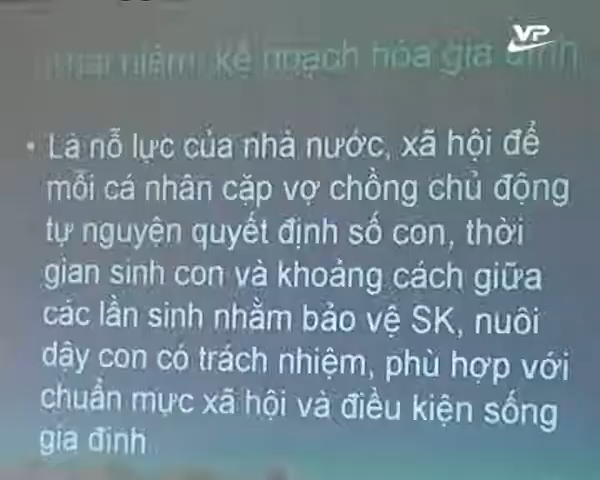 VP
khái niệm kế hoạch hóa gia đình
• Là nỗ lực của nhà nước, xã hội để
mỗi cá nhân cặp vợ chồng chủ động
tự nguyện quyết định số con, thời
gian sinh con và khoảng cách giữa
các lần sinh nhằm bảo vệ SK, nuôi
dậy con có trách nhiệm, phù hợp với
chuẩn mực xã hội và điều kiện sống
gia đình